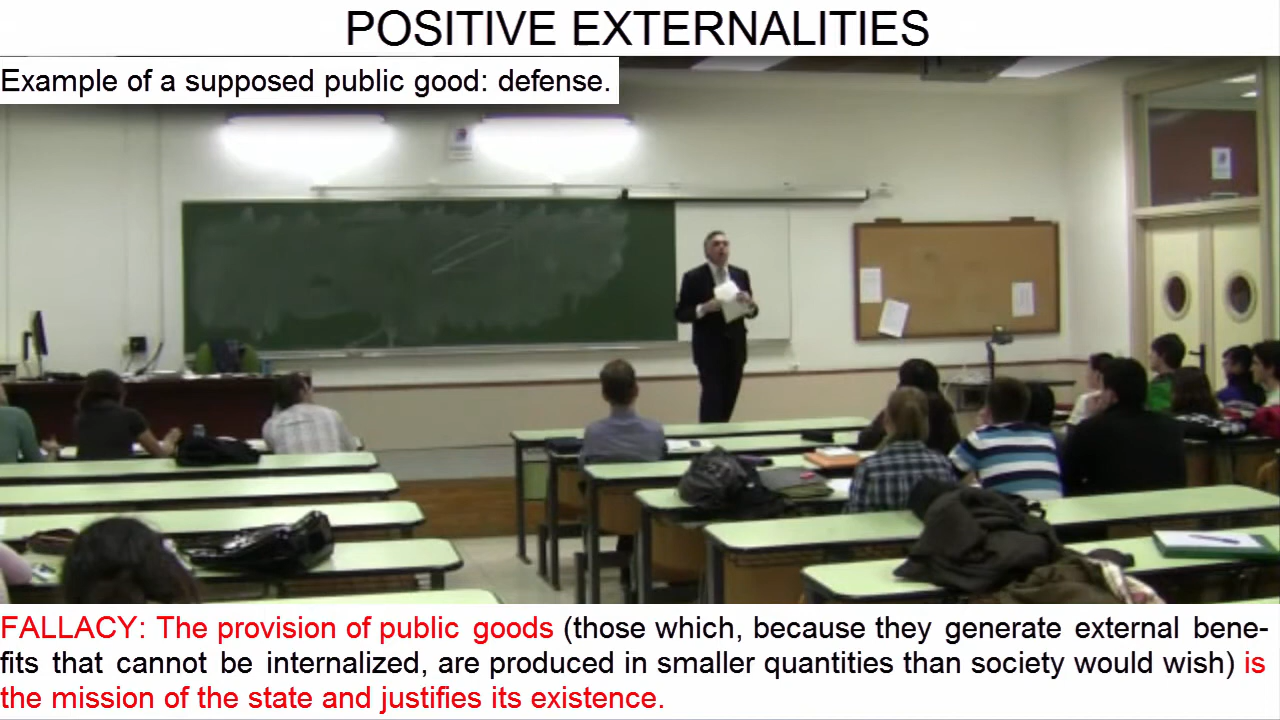 POSITIVE EXTERNALITIES
Example of a supposed public good: defense.
FALLACY: The provision of public goods (those which, because they generate external bene-
fits that cannot be internalized, are produced in smaller quantities than society would wish) is
the mission of the state and justifies its existence.